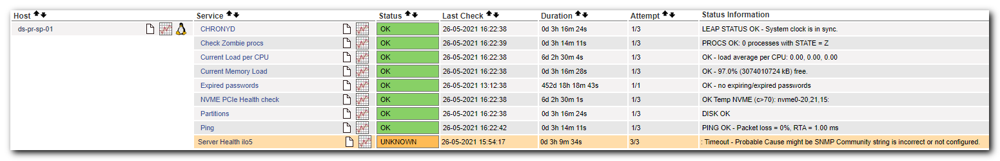 Host Service Status Last Check Duration Attempt Status Information
ds-pr-sp-01 CHRONYD OK 26-05-2021 16:22:38 0d 3h 16m 24s 1/3 LEAP STATUS OK - System clock is in sync.
Check Zombie procs OK 26-05-2021 16:22:39 0d 3h 14m 11s 1/3 PROCS OK: 0 processes with STATE = Z
Current Load per CPU OK 26-05-2021 16:22:38 6d 2h 30m 4s 1/3 OK - load average per CPU: 0.00, 0.00, 0.00
Current Memory Load OK 26-05-2021 16:22:38 0d 3h 16m 28s 1/3 OK - 97.0% (3074010724 kB) free.
Expired passwords OK 26-05-2021 13:12:38 452d 18h 18m 43s 1/1 OK - no expiring/expired passwords
NVME PCIe Health check OK 26-05-2021 16:22:38 6d 2h 30m 1s 1/3 OK Temp NVME (c>70): nvme0-20,21,15:
Partitions OK 26-05-2021 16:22:38 0d 3h 16m 24s 1/3 DISK OK
Ping OK 26-05-2021 16:22:42 0d 3h 14m 11s 1/3 PING OK - Packet loss = 0%, RTA = 1.00 ms
Server Health ilo5 UNKNOWN 26-05-2021 15:54:17 0d 3h 9m 34s 3/3 : Timeout - Probable Cause might be SNMP Community string is incorrect or not configured.